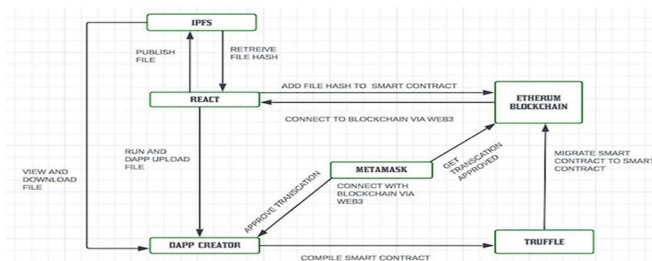 IPFS
PUBLISH
FILE
RETREIVE
FILE HASH
REACT
ADD FILE HASH TO SMART CONTRACT
ETHERUM
BLOCKCHAIN
CONNECT TO BLOCKCHAIN VIA WEB3
RUN AND
DAPP UPLOAD
FILE
VIEW AND
DOWNLOAD
FILE
METAMASK
GET
TRANSCATION
APPROVED
MIGRATE SMART
CONTRACT TO SMART
CONTRACT
CONNECT WITH
BLOCKCHAIN VIA
WEB3
APPROVE TRANSCATION
DAPP CREATOR
TRUFFLE
COMPILE SMART CONTRACT